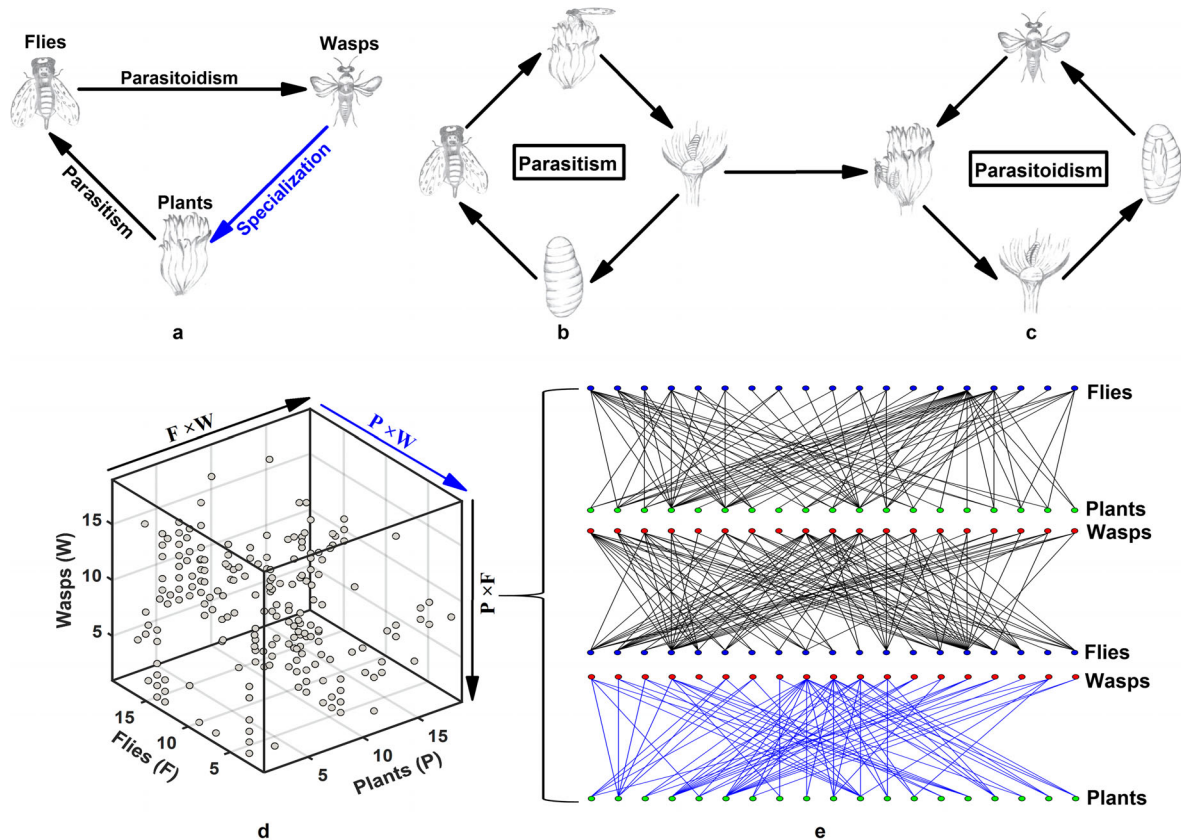 Flies
Wasps
Parasitoidism
Parasitism
Specialization
Plants
a
Parasitism
b
Parasitoidism
c
F×W
P×W
P×F
Wasps (W)
15
10
5
15
10
5
Flies (F)
5
10
15
Plants (P)
d
Flies
Plants
Wasps
Flies
Wasps
Plants
e